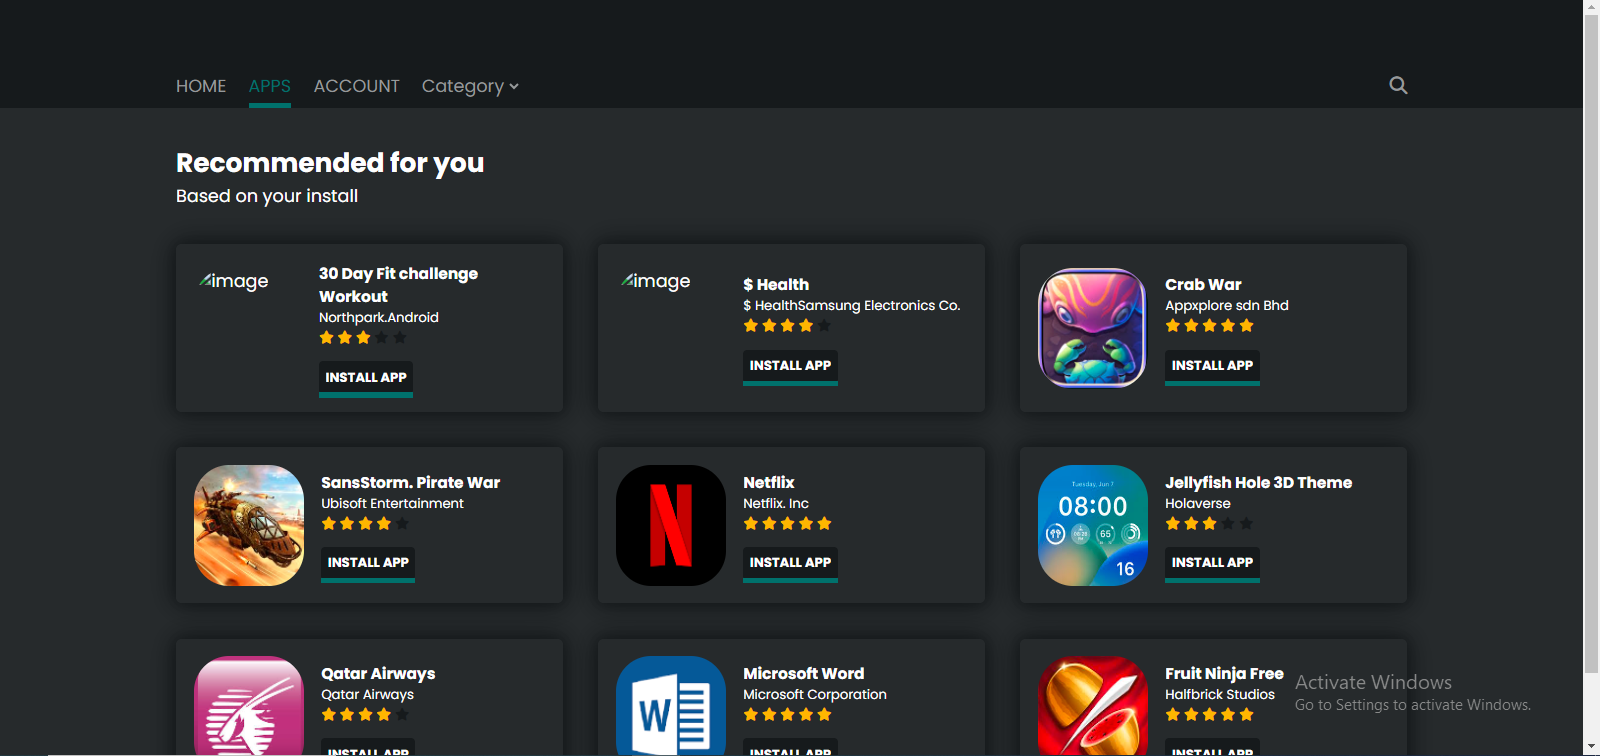 HOME APPS ACCOUNT Category
Recommended for you
Based on your install
image
30 Day Fit challenge
Workout
Northpark.Android
INSTALL APP
image
$ Health
$ HealthSamsung Electronics Co.
INSTALL APP
Crab War
Appxplore sdn Bhd
INSTALL APP
SansStorm. Pirate War
Ubisoft Entertainment
INSTALL APP
Netflix
Netflix. Inc
INSTALL APP
Tuesday, Jun 7
08:00
65
16
Jellyfish Hole 3D Theme
Holaverse
INSTALL APP
Qatar Airways
Qatar Airways
INSTALL APP
W
Microsoft Word
Microsoft Corporation
INSTALL APP
Fruit Ninja Free
Halfbrick Studios
INSTALL APP
Activate Windows
Go to Settings to activate Windows.